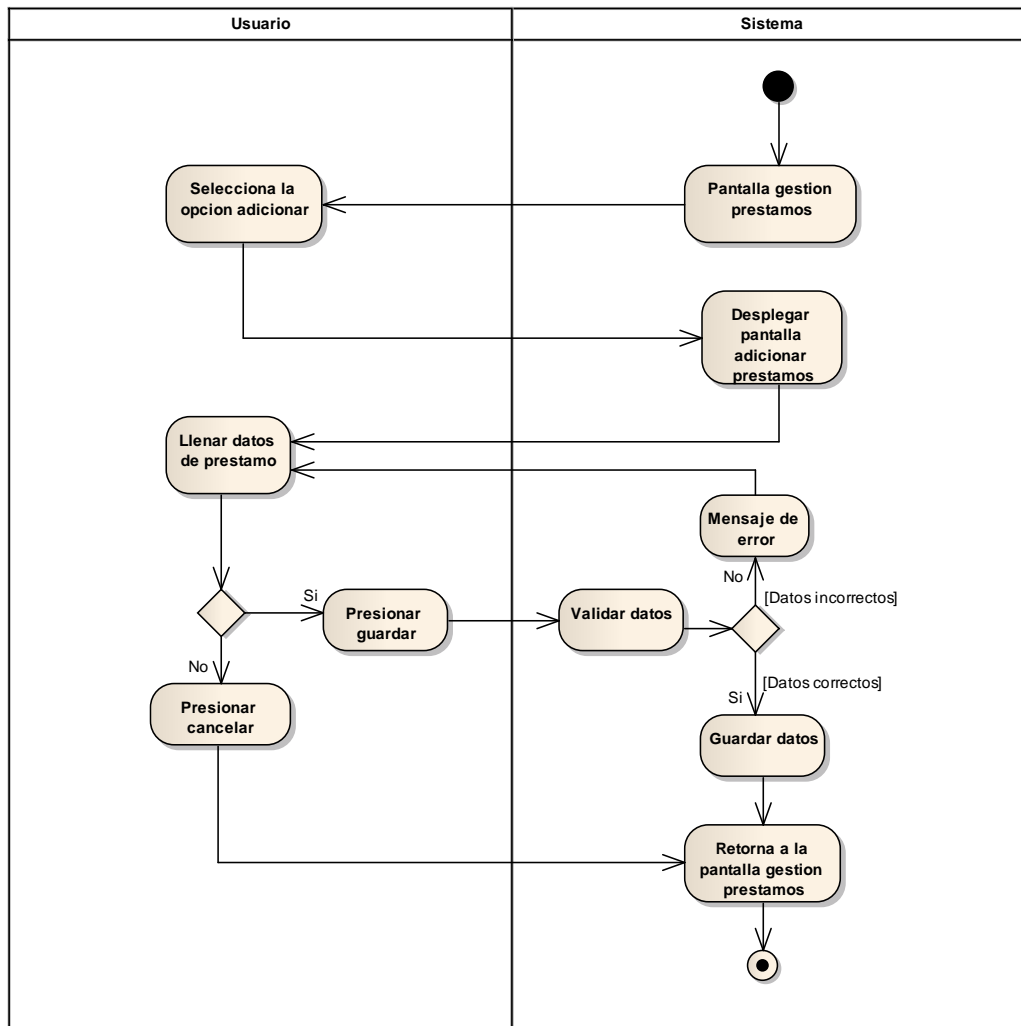 Usuario
Sistema
Selecciona la
opcion adicionar
Pantalla gestion
prestamos
Desplegar
pantalla
adicionar
prestamos
Llenar datos
de prestamo
Mensaje de
error
No
[Datos incorrectos]
Si
Presionar
guardar
Validar datos
No
[Datos correctos]
Si
Presionar
cancelar
Guardar datos
Retorna a la
pantalla gestion
prestamos